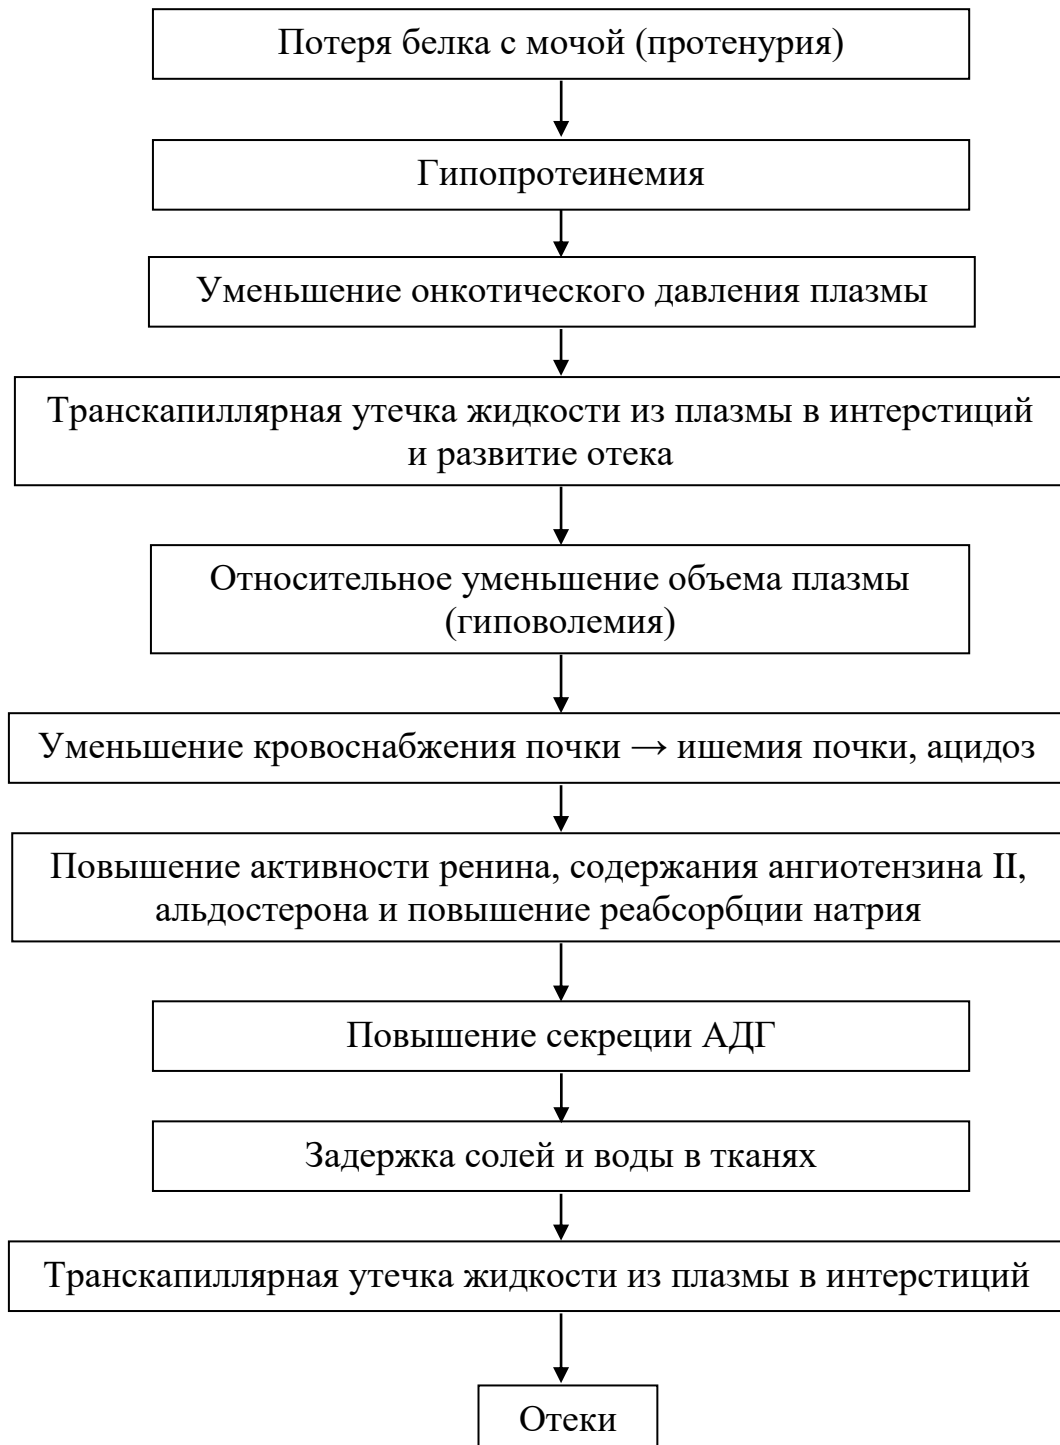 Потеря белка с мочой (протенурия)
Гипопротеинемия
Уменьшение онкотического давления плазмы
Транскапиллярная утечка жидкости из плазмы в интерстиций
и развитие отека
Относительное уменьшение объема плазмы
(гиповолемия)
Уменьшение кровоснабжения почки → ишемия почки, ацидоз
Повышение активности ренина, содержания ангиотензина II,
альдостерона и повышение реабсорбции натрия
Повышение секреции АДГ
Задержка солей и воды в тканях
Транскапиллярная утечка жидкости из плазмы в интерстиций
Отеки